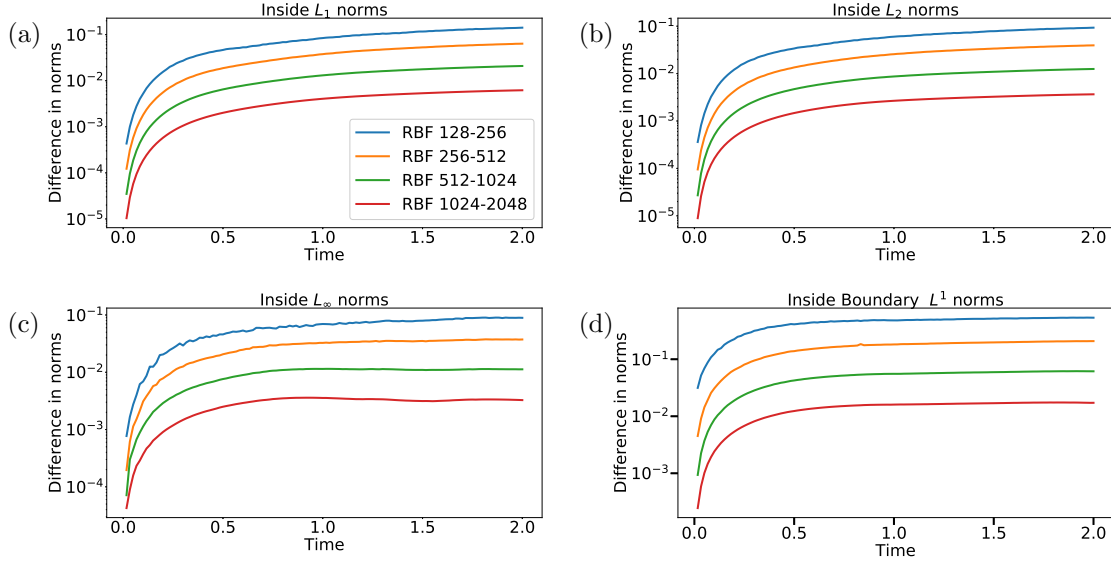 (a)
Inside L₁ norms
Difference in norms
10⁻¹
10⁻²
10⁻³
10⁻⁴
10⁻⁵
RBF 128-256
RBF 256-512
RBF 512-1024
RBF 1024-2048
0.0 0.5 1.0 1.5 2.0
Time
(b)
Inside L₂ norms
Difference in norms
10⁻¹
10⁻²
10⁻³
10⁻⁴
10⁻⁵
0.0 0.5 1.0 1.5 2.0
Time
(c)
Inside L∞ norms
Difference in norms
10⁻¹
10⁻²
10⁻³
10⁻⁴
0.0 0.5 1.0 1.5 2.0
Time
(d)
Inside Boundary L¹ norms
Difference in norms
10⁻¹
10⁻²
10⁻³
0.0 0.5 1.0 1.5 2.0
Time